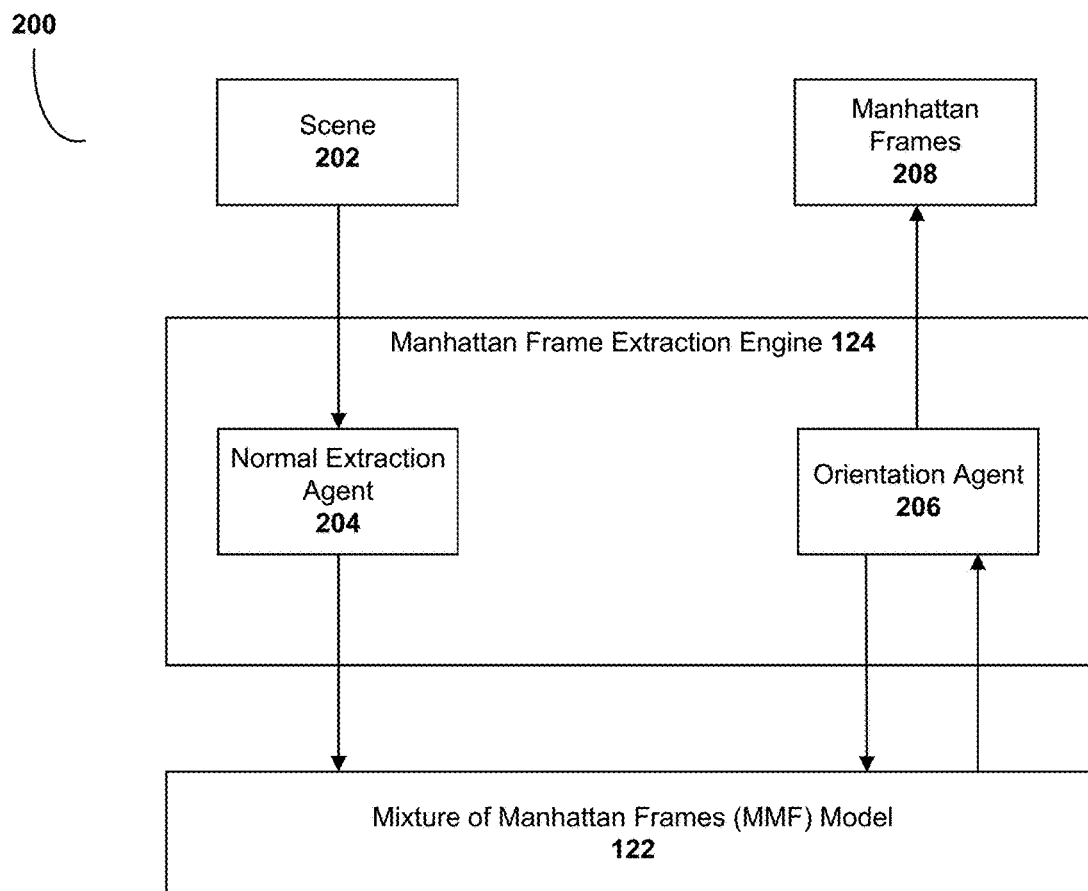 200
Scene
202
Manhattan
Frames
208
Manhattan Frame Extraction Engine 124
Normal Extraction
Agent
204
Orientation Agent
206
Mixture of Manhattan Frames (MMF) Model
122